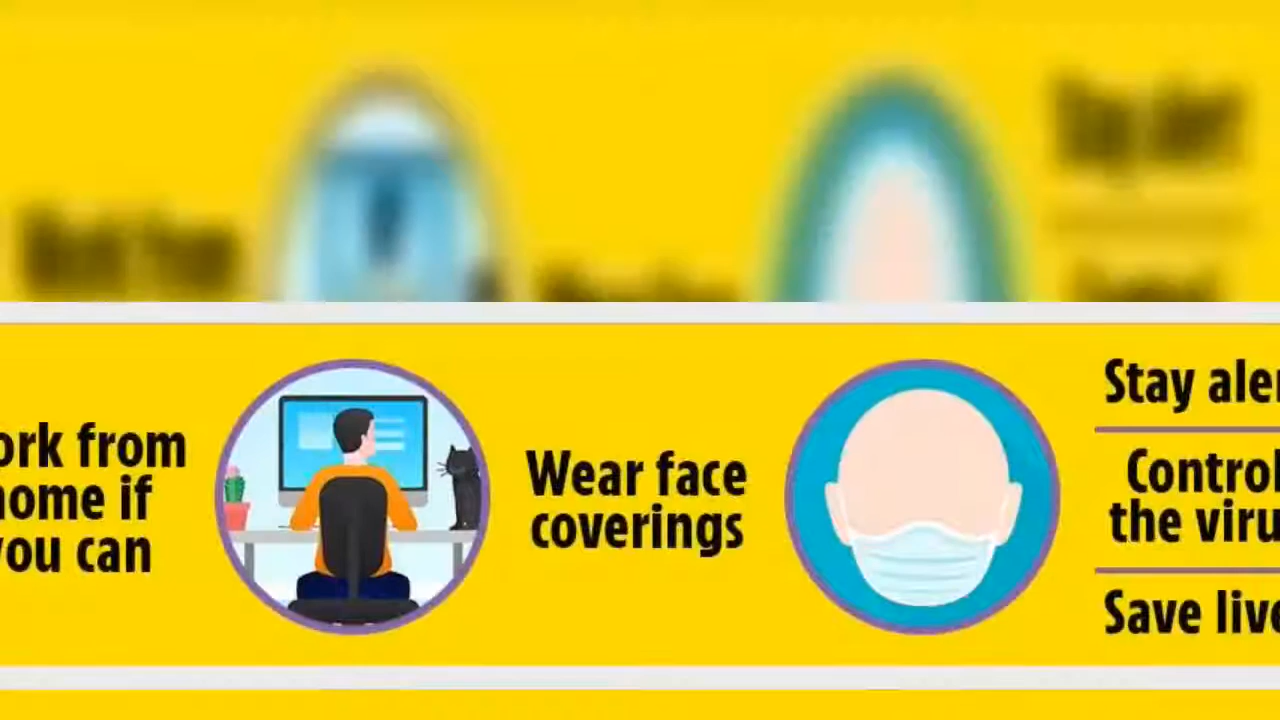 ork from
home if
you can
Wear face
coverings
Stay aler
Control
the viru
Save live